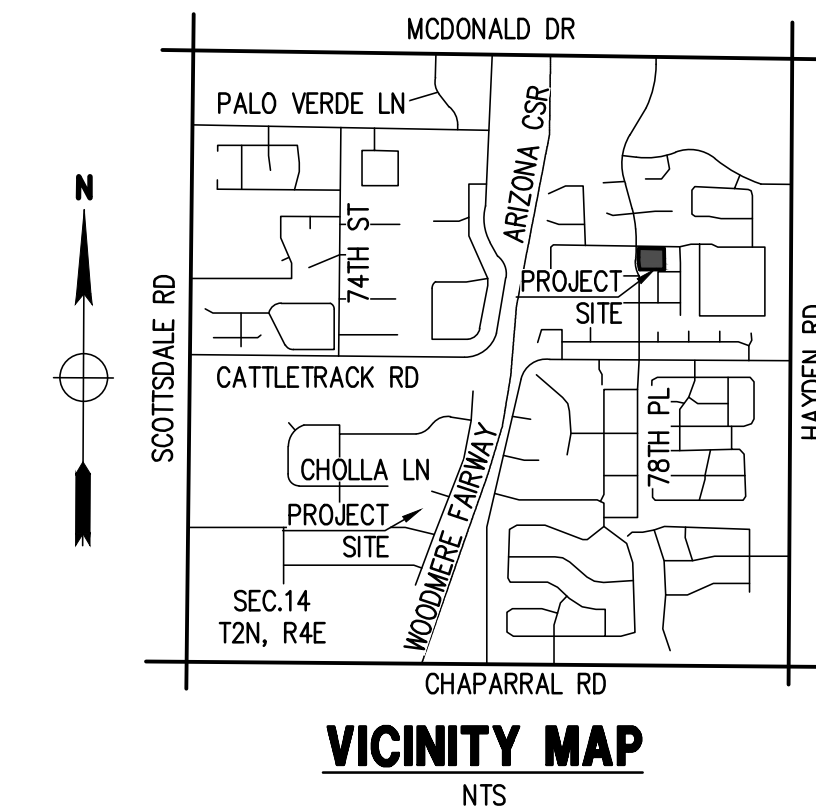 MCDONALD DR
PALO VERDE LN
ARIZONA CSR
N
74TH ST
PROJECT
SITE
SCOTTSDALE RD
HAYDEN RD
CATTLETRACK RD
78TH PL
CHOLLA LN
WOODMERE FAIRWAY
PROJECT
SITE
SEC.14
T2N, R4E
CHAPARRAL RD
VICINITY MAP
NTS